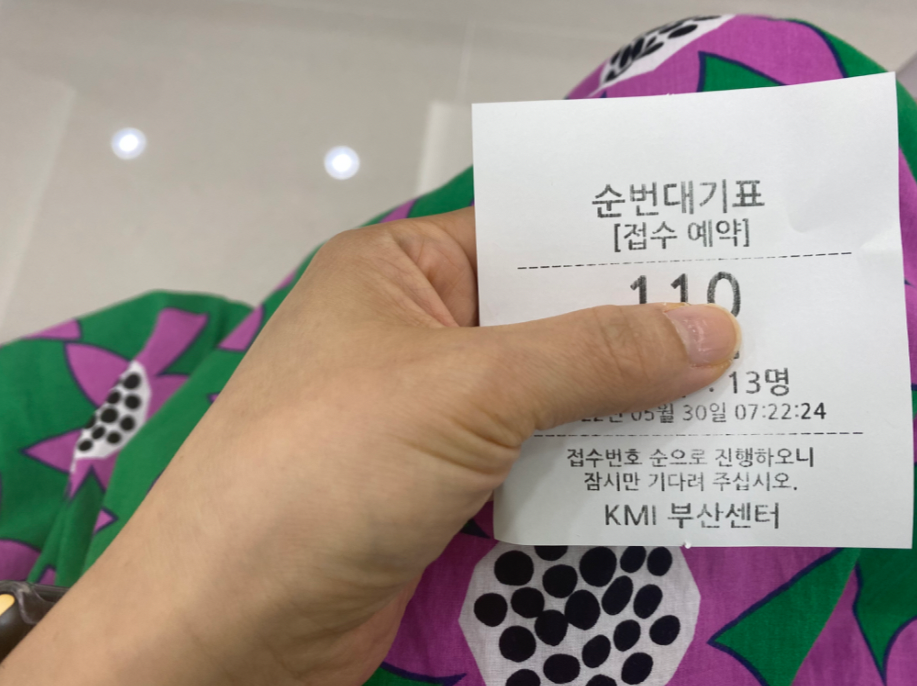 순번대기표
[접수 예약]
110
: 13명
05월 30일 07:22:24
접수번호 순으로 진행하오니
잠시만 기다려 주십시오.
KMI 부산센터